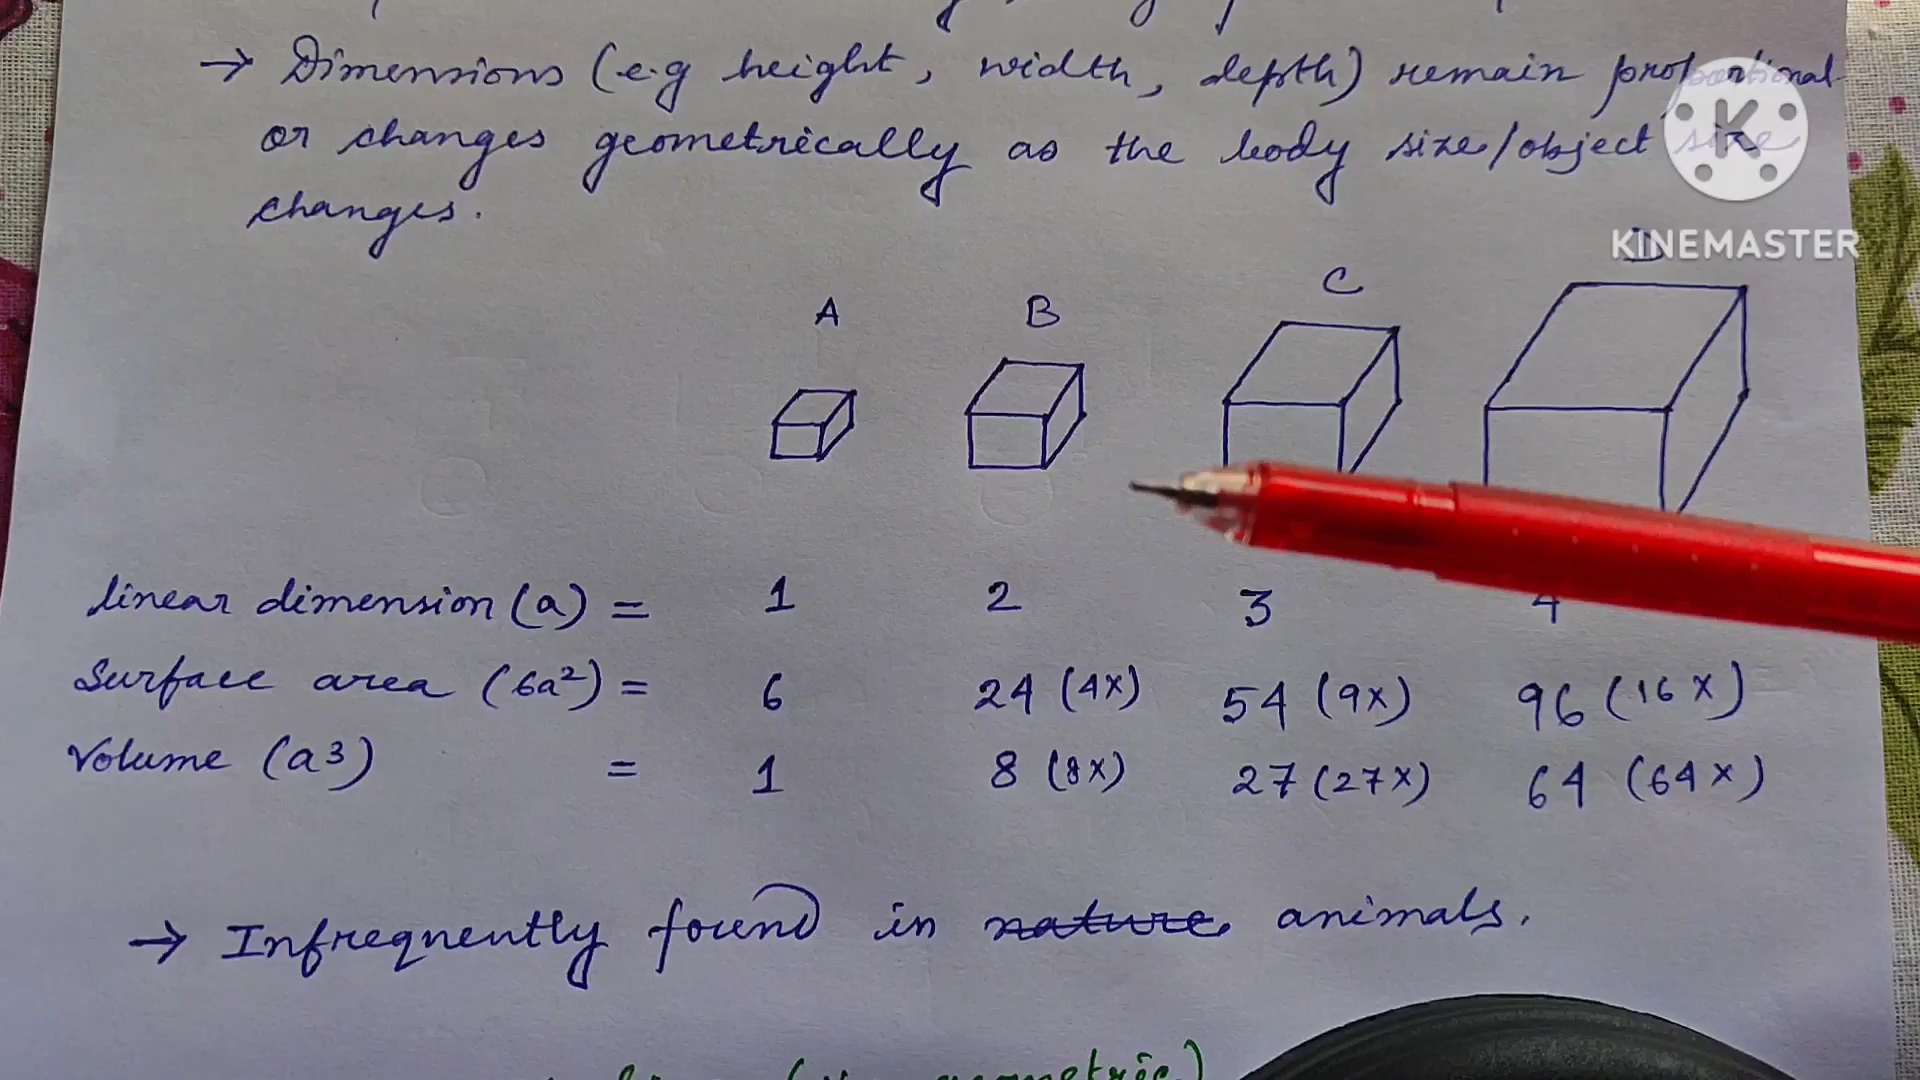 → Dimensions (e.g height, width, depth) remain proportional
or changes geometrically as the body size/object size
changes.
K
KINEMASTER
A B C D
linear dimension (a) = 1 2 3 4
Surface area (6a²) = 6 24 (4x) 54 (9x) 96 (16x)
Volume (a³) = 1 8 (8x) 27 (27x) 64 (64x)
→ Infrequently found in nature animals.
geometric)